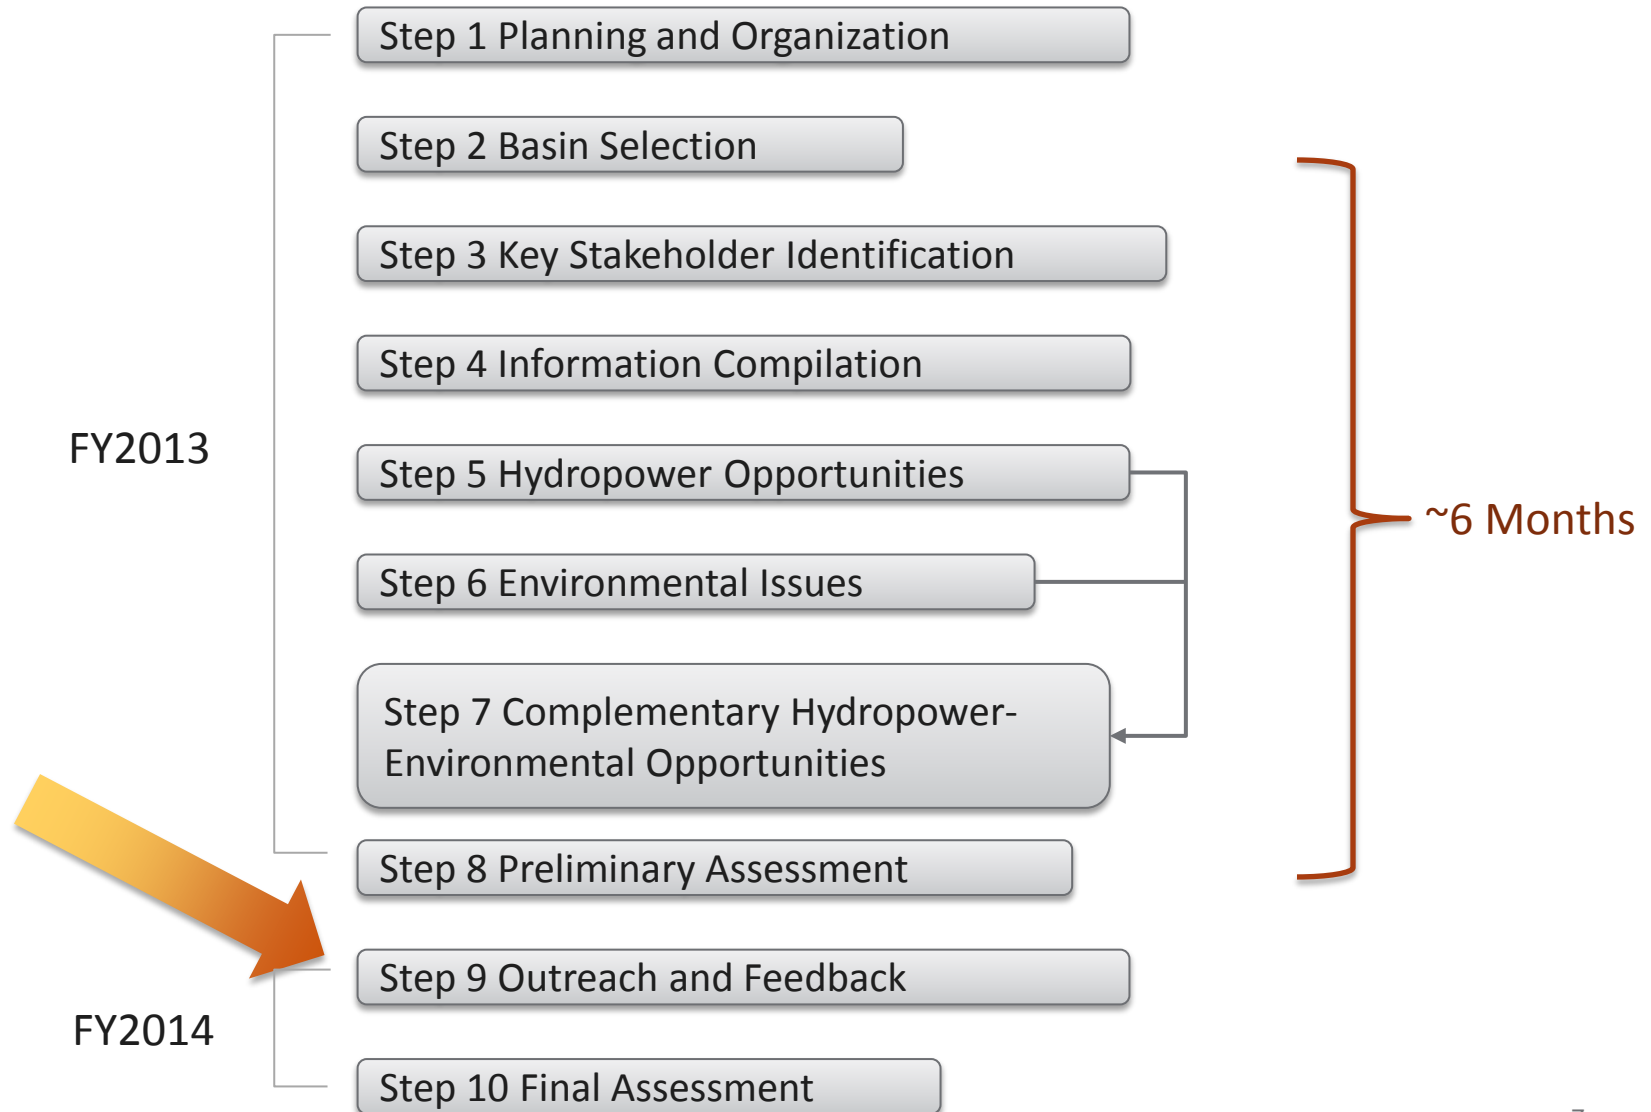 Step 1 Planning and Organization
Step 2 Basin Selection
Step 3 Key Stakeholder Identification
Step 4 Information Compilation
FY2013
Step 5 Hydropower Opportunities
~6 Months
Step 6 Environmental Issues
Step 7 Complementary Hydropower-
Environmental Opportunities
Step 8 Preliminary Assessment
Step 9 Outreach and Feedback
FY2014
Step 10 Final Assessment